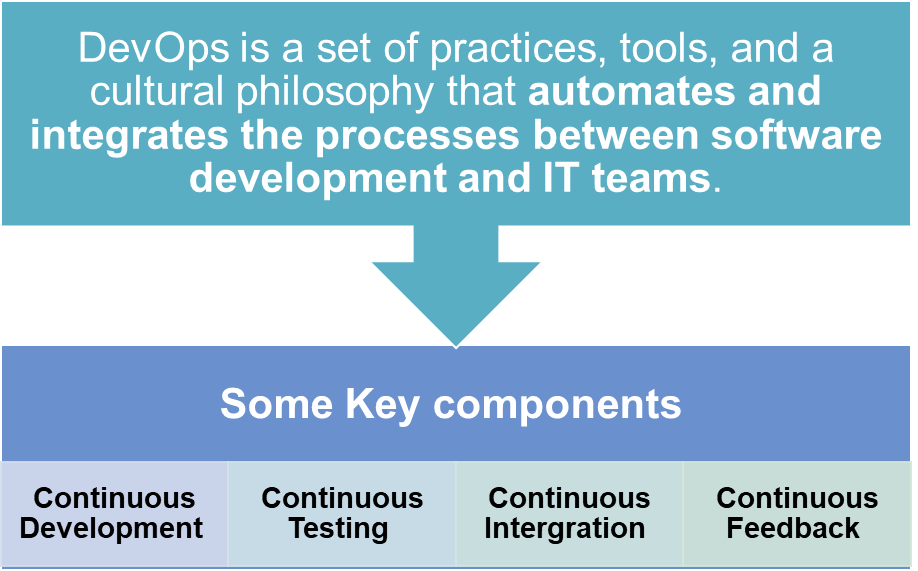 DevOps is a set of practices, tools, and a
cultural philosophy that automates and
integrates the processes between software
development and IT teams.
Some Key components
Continuous
Development
Continuous
Testing
Continuous
Intergration
Continuous
Feedback